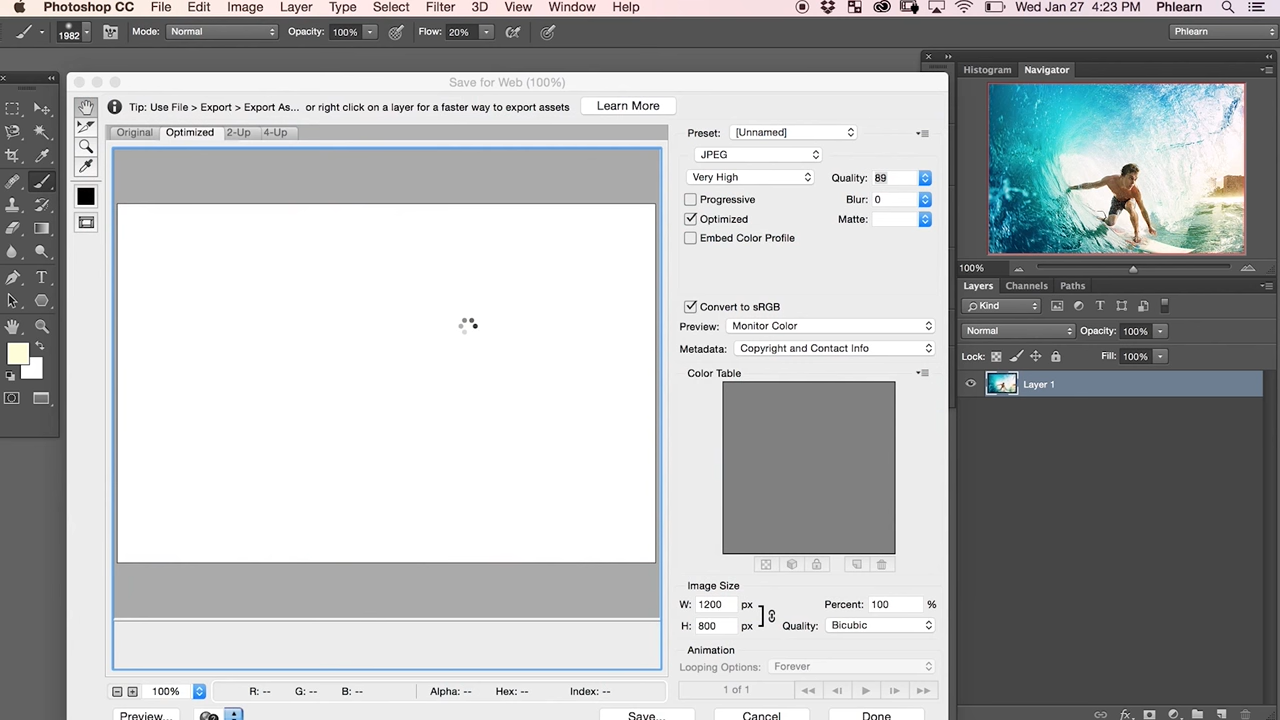 Photoshop CC File Edit Image Layer Type Select Filter 3D View Window Help Wed Jan 27 4:23 PM Phlearn
1982 Mode: Normal Opacity: 100% Flow: 20% Phlearn
Save for Web (100%)
Tip: Use File > Export > Export As... or right click on a layer for a faster way to export assets Learn More
Original Optimized 2-Up 4-Up
Preset: [Unnamed]
JPEG
Very High Quality: 89
Progressive Blur: 0
Optimized Matte:
Embed Color Profile
Convert to sRGB
Preview: Monitor Color
Metadata: Copyright and Contact Info
Color Table
Image Size
W: 1200 px Percent: 100 %
H: 800 px Quality: Bicubic
Animation
Looping Options: Forever
1 of 1
100% R: -- G: -- B: -- Alpha: -- Hex: -- Index: --
Preview... Save... Cancel Done
Histogram Navigator
100%
Layers Channels Paths
Kind
Normal Opacity: 100%
Lock: Fill: 100%
Layer 1